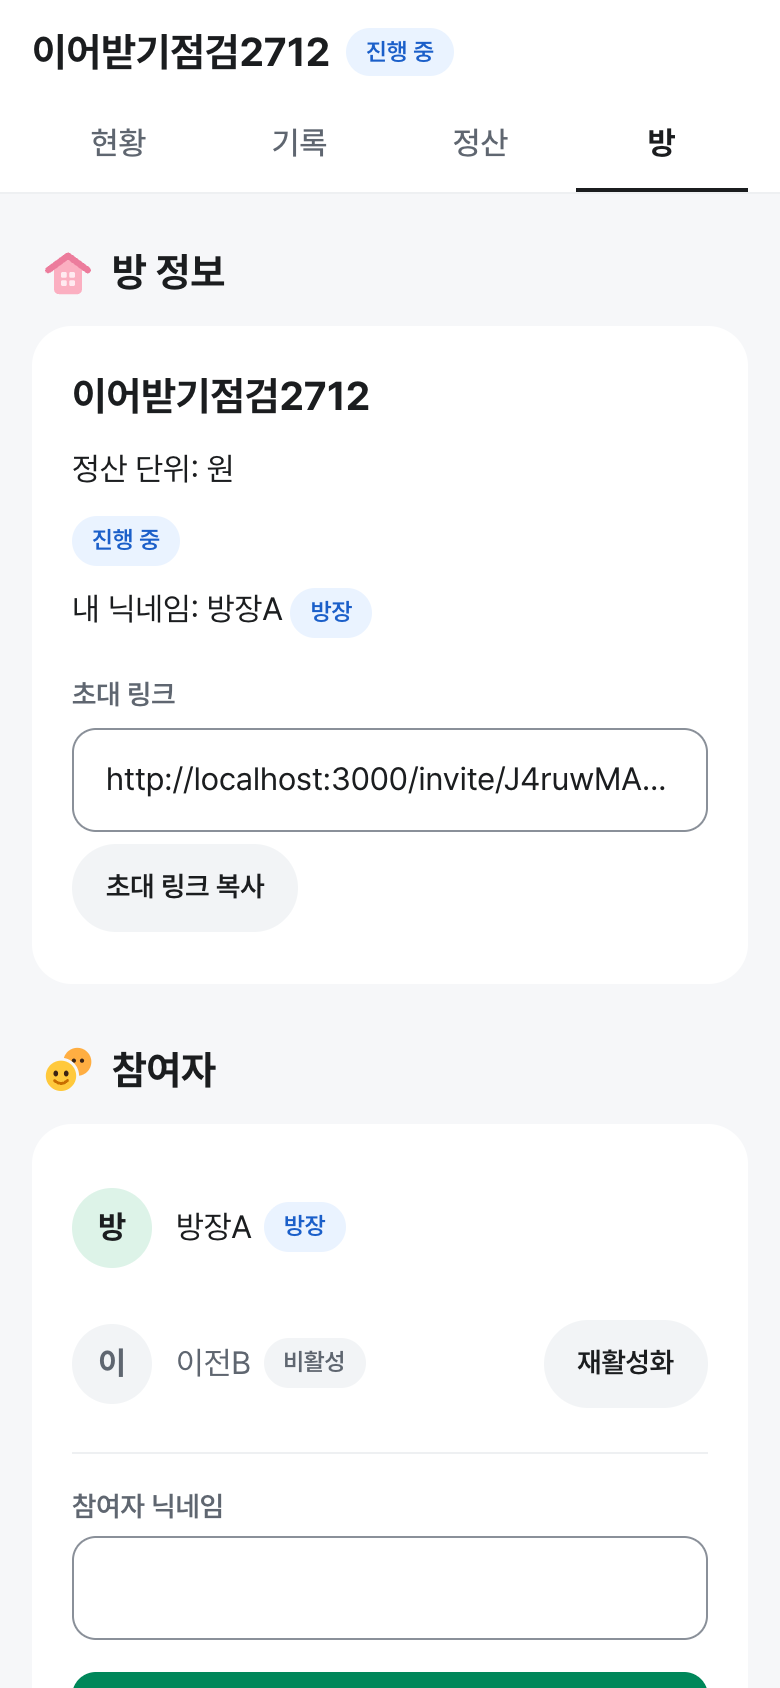 이어받기점검2712 진행 중
현황 기록 정산 방
방 정보
이어받기점검2712
정산 단위: 원
진행 중
내 닉네임: 방장A 방장
초대 링크
http://localhost:3000/invite/J4ruwMA...
초대 링크 복사
참여자
방 방장A 방장
이 이전B 비활성 재활성화
참여자 닉네임